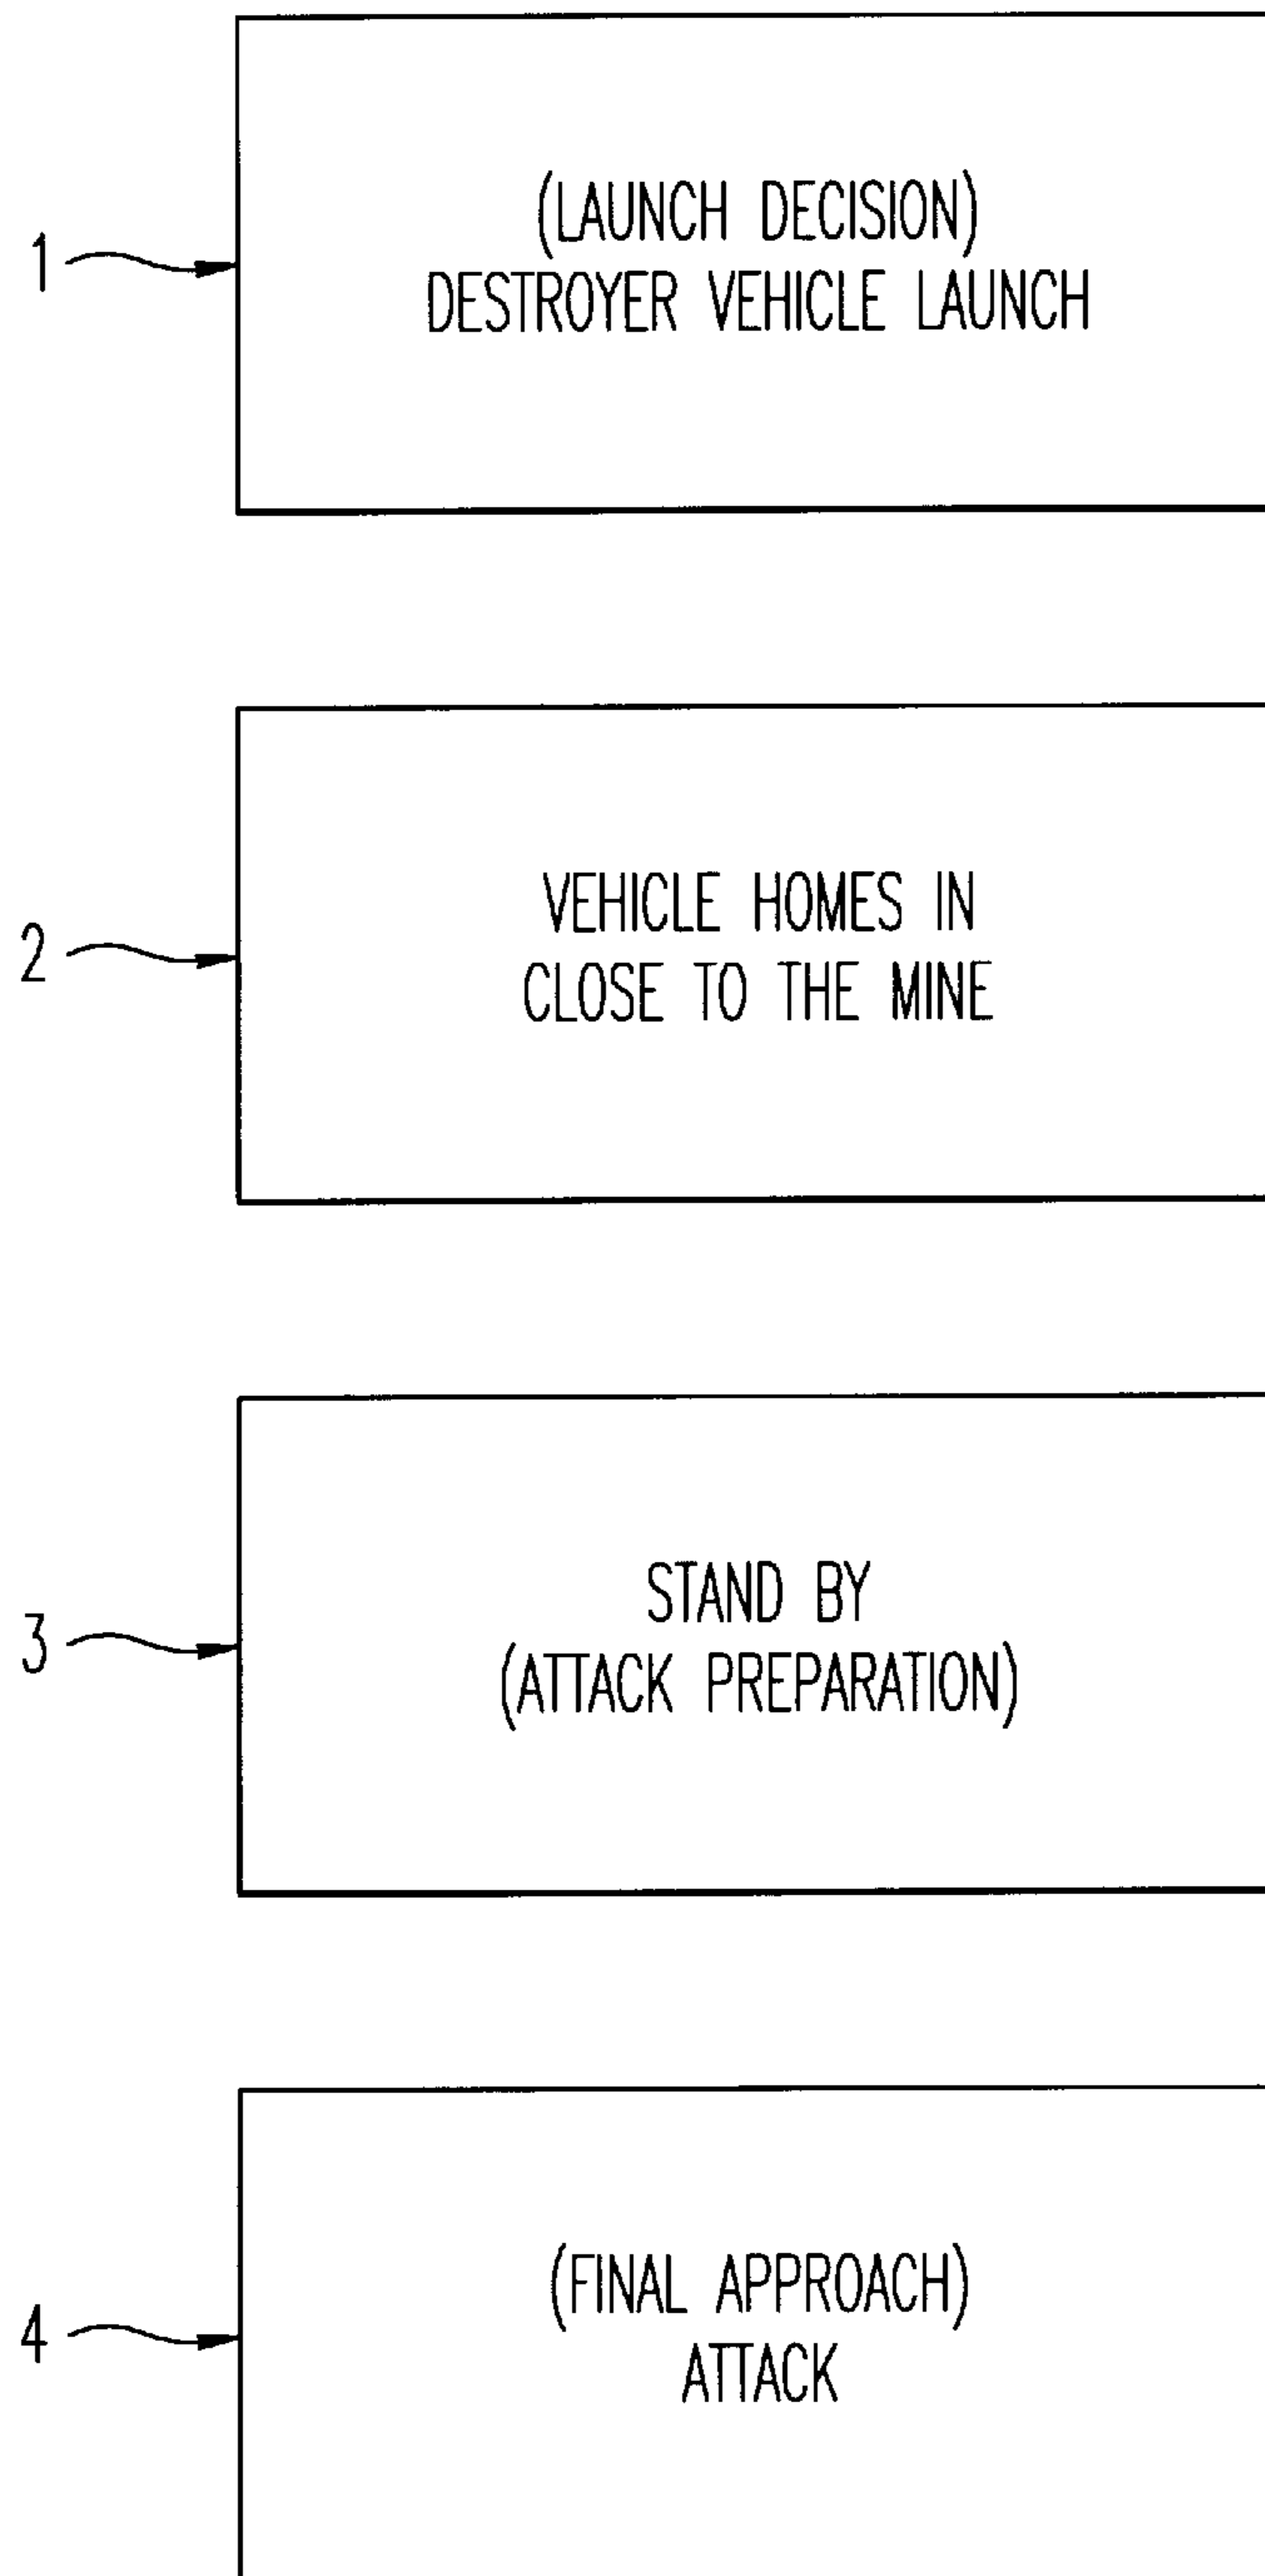 1
(LAUNCH DECISION)
DESTROYER VEHICLE LAUNCH
2
VEHICLE HOMES IN
CLOSE TO THE MINE
3
STAND BY
(ATTACK PREPARATION)
4
(FINAL APPROACH)
ATTACK